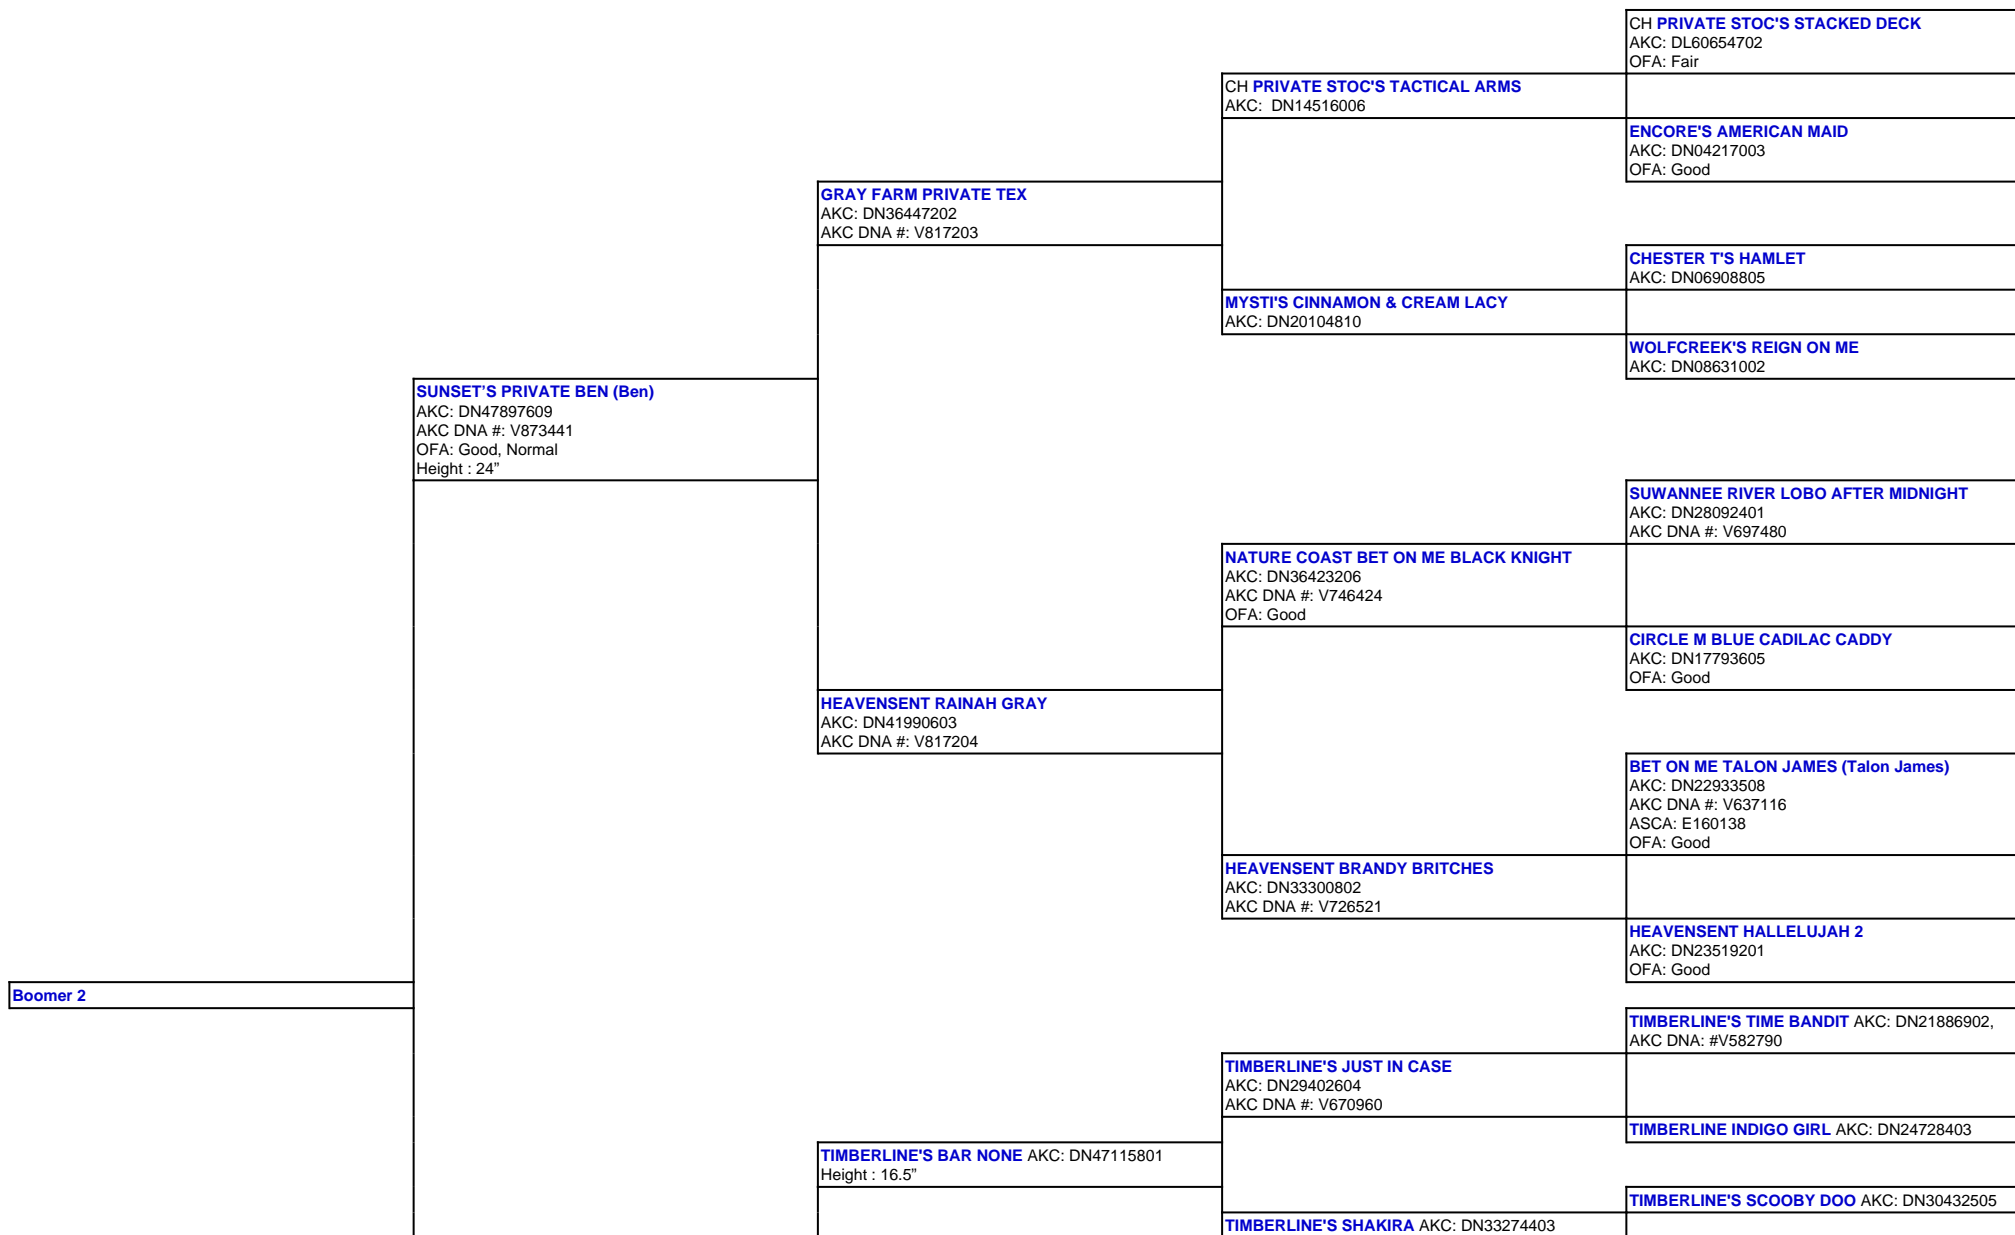 CH PRIVATE STOC'S STACKED DECK
AKC: DL60654702
OFA: Fair
CH PRIVATE STOC'S TACTICAL ARMS
AKC:  DN14516006
ENCORE'S AMERICAN MAID
AKC: DN04217003
OFA: Good
GRAY FARM PRIVATE TEX
AKC: DN36447202
AKC DNA #: V817203
CHESTER T'S HAMLET
AKC: DN06908805
MYSTI'S CINNAMON & CREAM LACY
AKC: DN20104810
WOLFCREEK'S REIGN ON ME
AKC: DN08631002
SUNSET’S PRIVATE BEN (Ben)
AKC: DN47897609
AKC DNA #: V873441
OFA: Good, Normal
Height : 24”
SUWANNEE RIVER LOBO AFTER MIDNIGHT
AKC: DN28092401
AKC DNA #: V697480
NATURE COAST BET ON ME BLACK KNIGHT
AKC: DN36423206
AKC DNA #: V746424
OFA: Good
CIRCLE M BLUE CADILAC CADDY
AKC: DN17793605
OFA: Good
HEAVENSENT RAINAH GRAY
AKC: DN41990603
AKC DNA #: V817204
BET ON ME TALON JAMES (Talon James)
AKC: DN22933508
AKC DNA #: V637116
ASCA: E160138
OFA: Good
HEAVENSENT BRANDY BRITCHES
AKC: DN33300802
AKC DNA #: V726521
HEAVENSENT HALLELUJAH 2
AKC: DN23519201
OFA: Good
Boomer 2
TIMBERLINE'S TIME BANDIT AKC: DN21886902,
AKC DNA: #V582790
TIMBERLINE'S JUST IN CASE
AKC: DN29402604
AKC DNA #: V670960
TIMBERLINE INDIGO GIRL AKC: DN24728403
TIMBERLINE'S BAR NONE AKC: DN47115801
Height : 16.5”
TIMBERLINE'S SCOOBY DOO AKC: DN30432505
TIMBERLINE'S SHAKIRA AKC: DN33274403